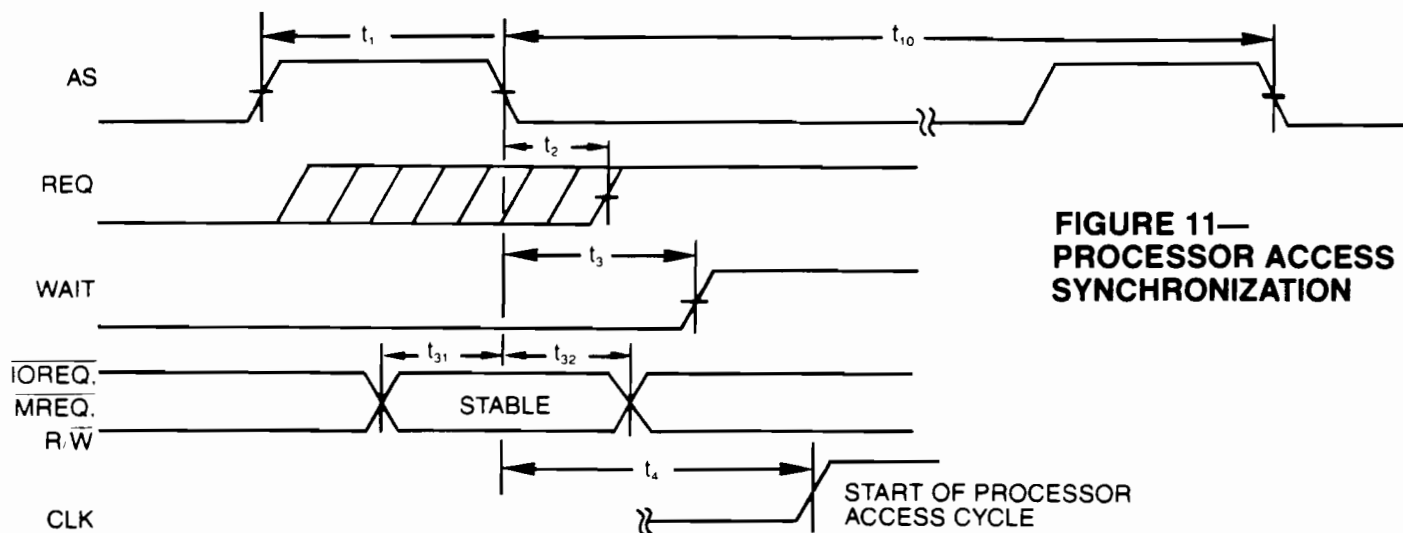 t₁
t₁₀
AS
t₂
REQ
FIGURE 11—
PROCESSOR ACCESS
SYNCHRONIZATION
t₃
WAIT
t₃₁
t₃₂
IOREQ,
MREQ,
R/W
STABLE
t₄
START OF PROCESSOR
ACCESS CYCLE
CLK